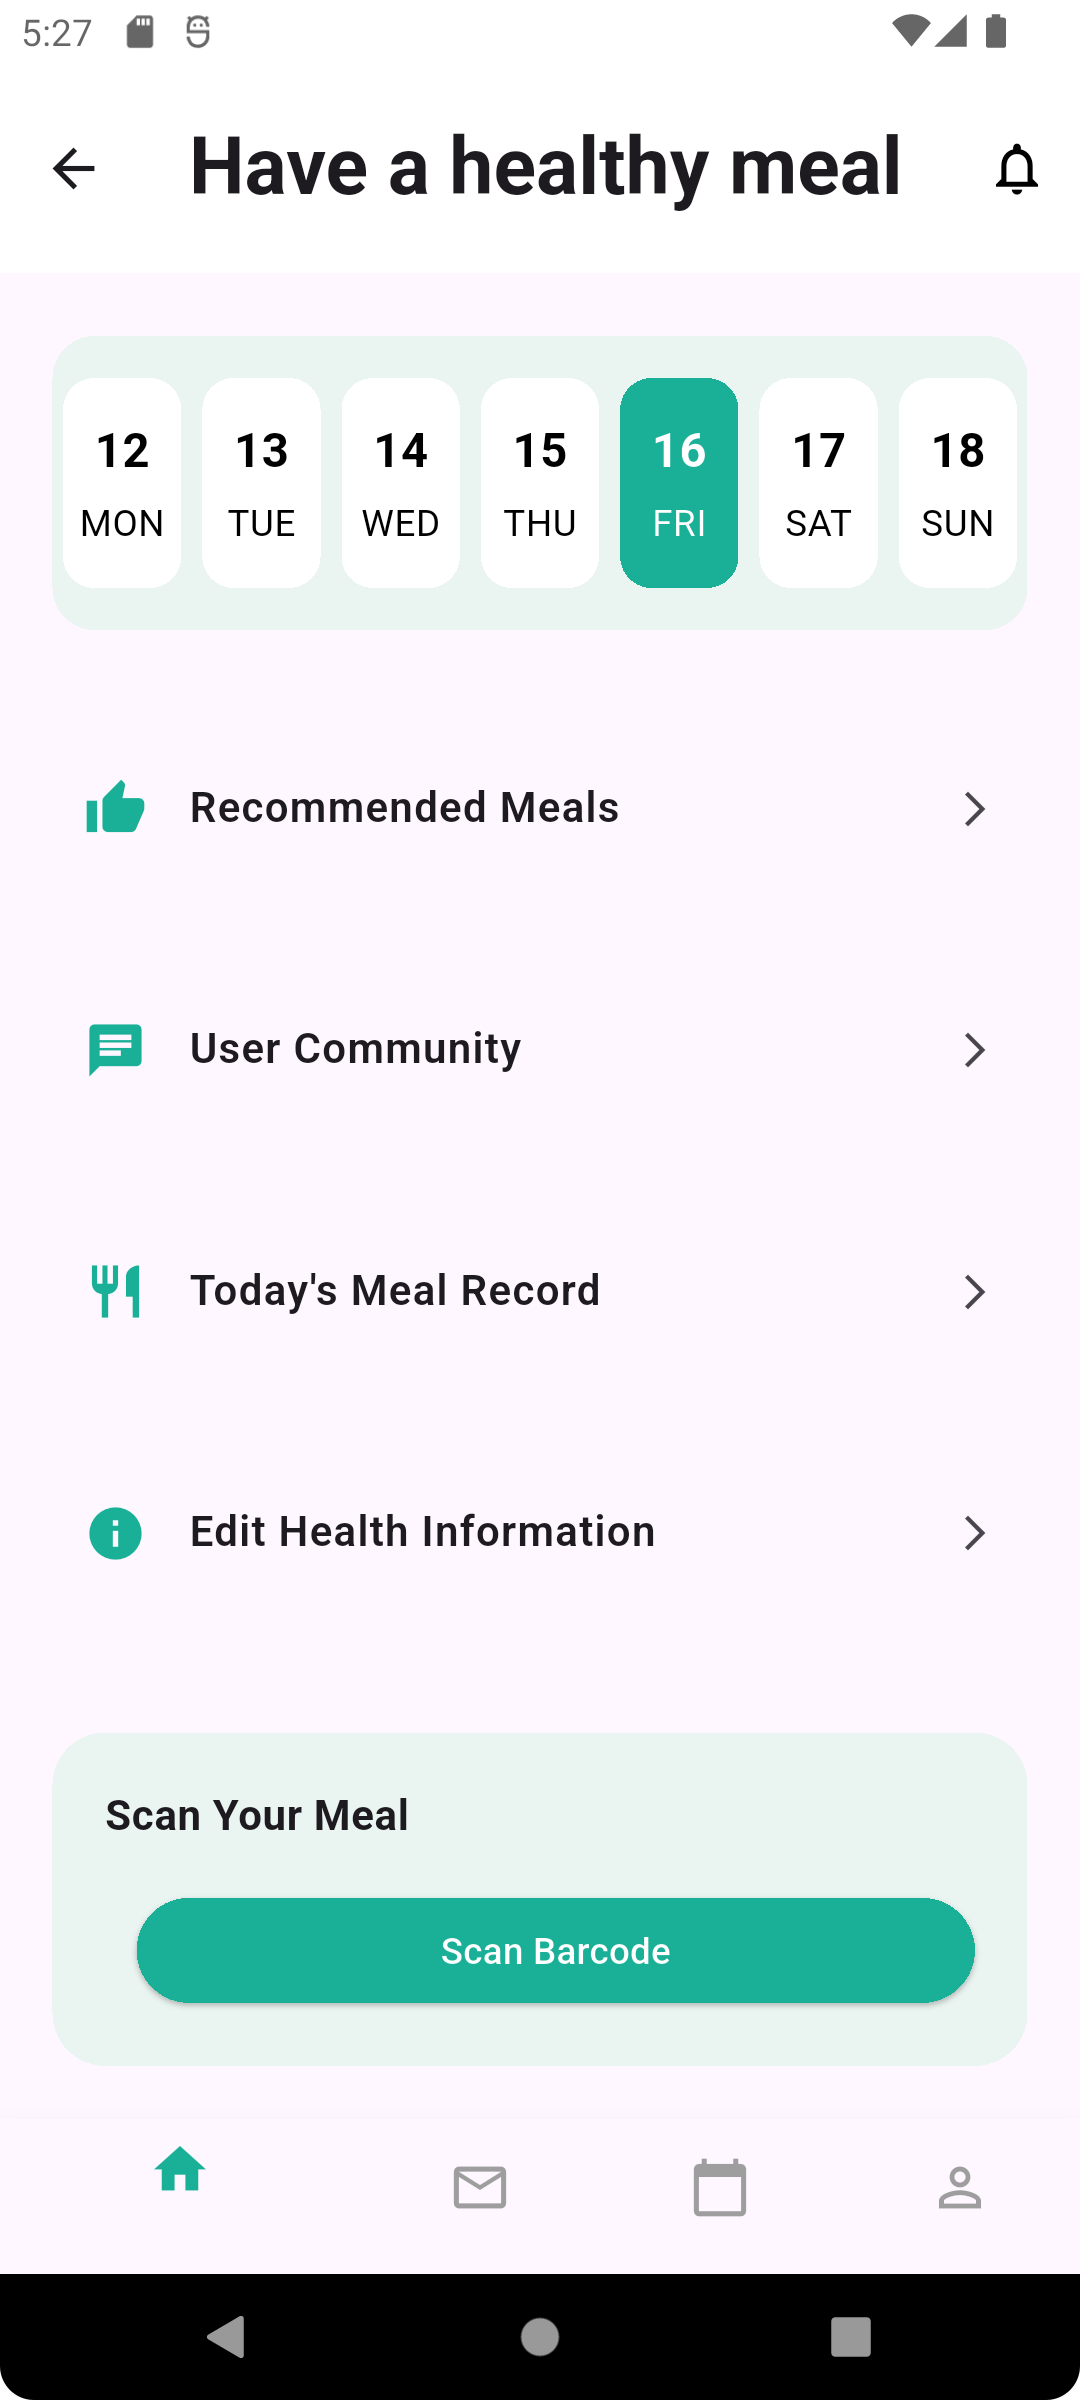 5:27
Have a healthy meal
12 13 14 15 16 17 18
MON TUE WED THU FRI SAT SUN
Recommended Meals
User Community
Today's Meal Record
Edit Health Information
Scan Your Meal
Scan Barcode